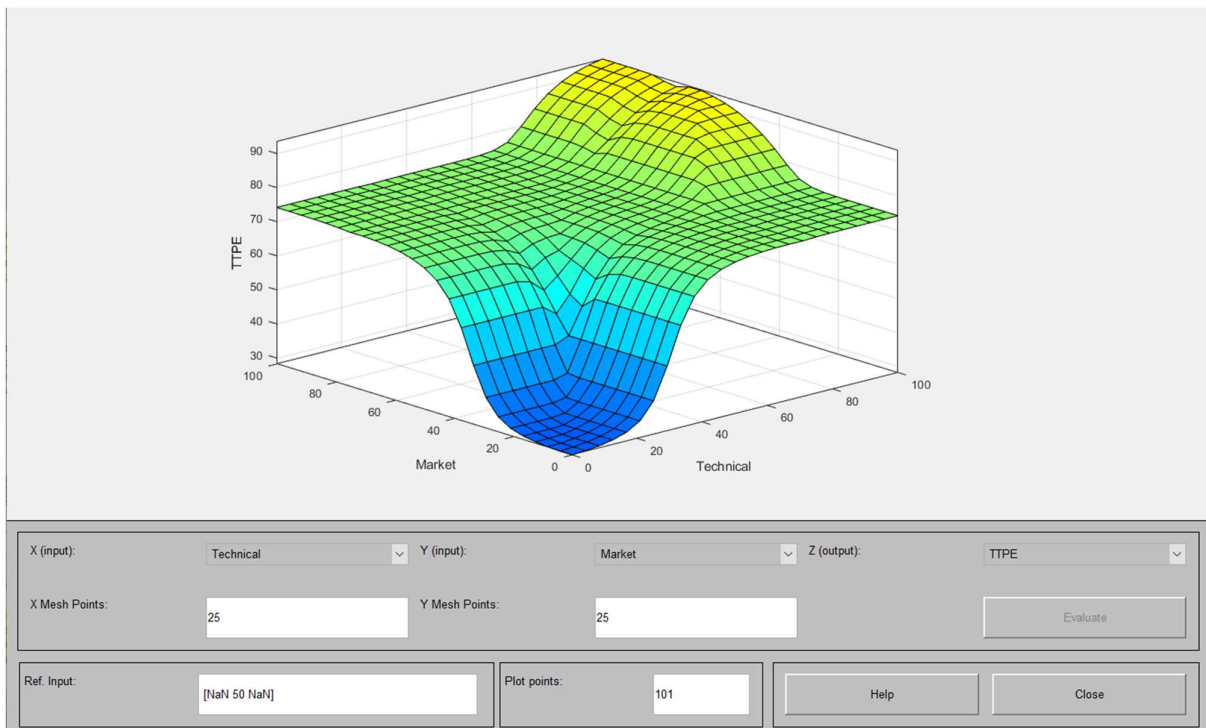 90
80
70
60
50
40
30
TTPE
100
80
60
40
20
0
Market
0
20
40
60
80
100
Technical
X (input):
Technical
Y (input):
Market
Z (output):
TTPE
X Mesh Points:
25
Y Mesh Points:
25
Evaluate
Ref. Input:
[NaN 50 NaN]
Plot points:
101
Help
Close